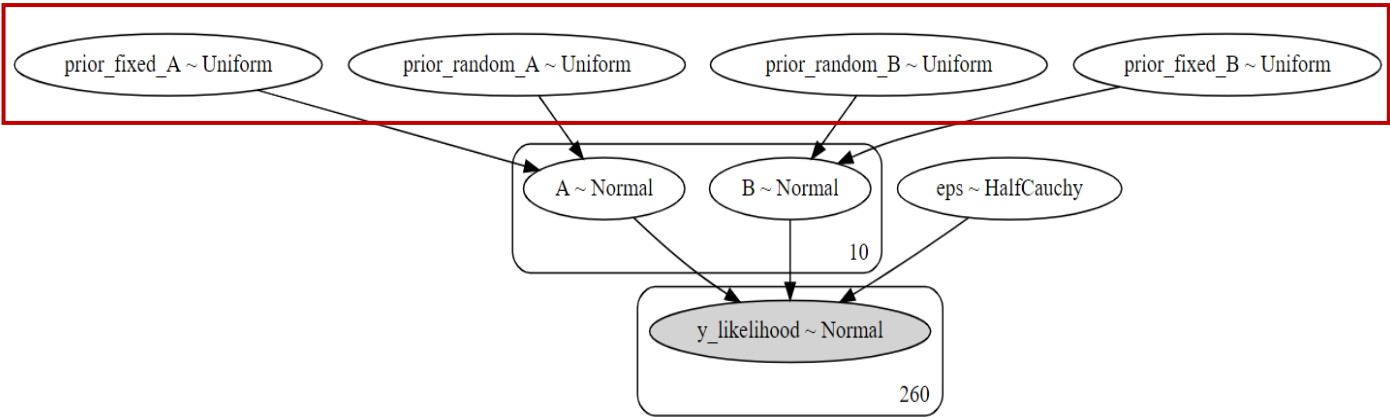 prior_fixed_A ~ Uniform
prior_random_A ~ Uniform
prior_random_B ~ Uniform
prior_fixed_B ~ Uniform
A ~ Normal
B ~ Normal
eps ~ HalfCauchy
10
y_likelihood ~ Normal
260